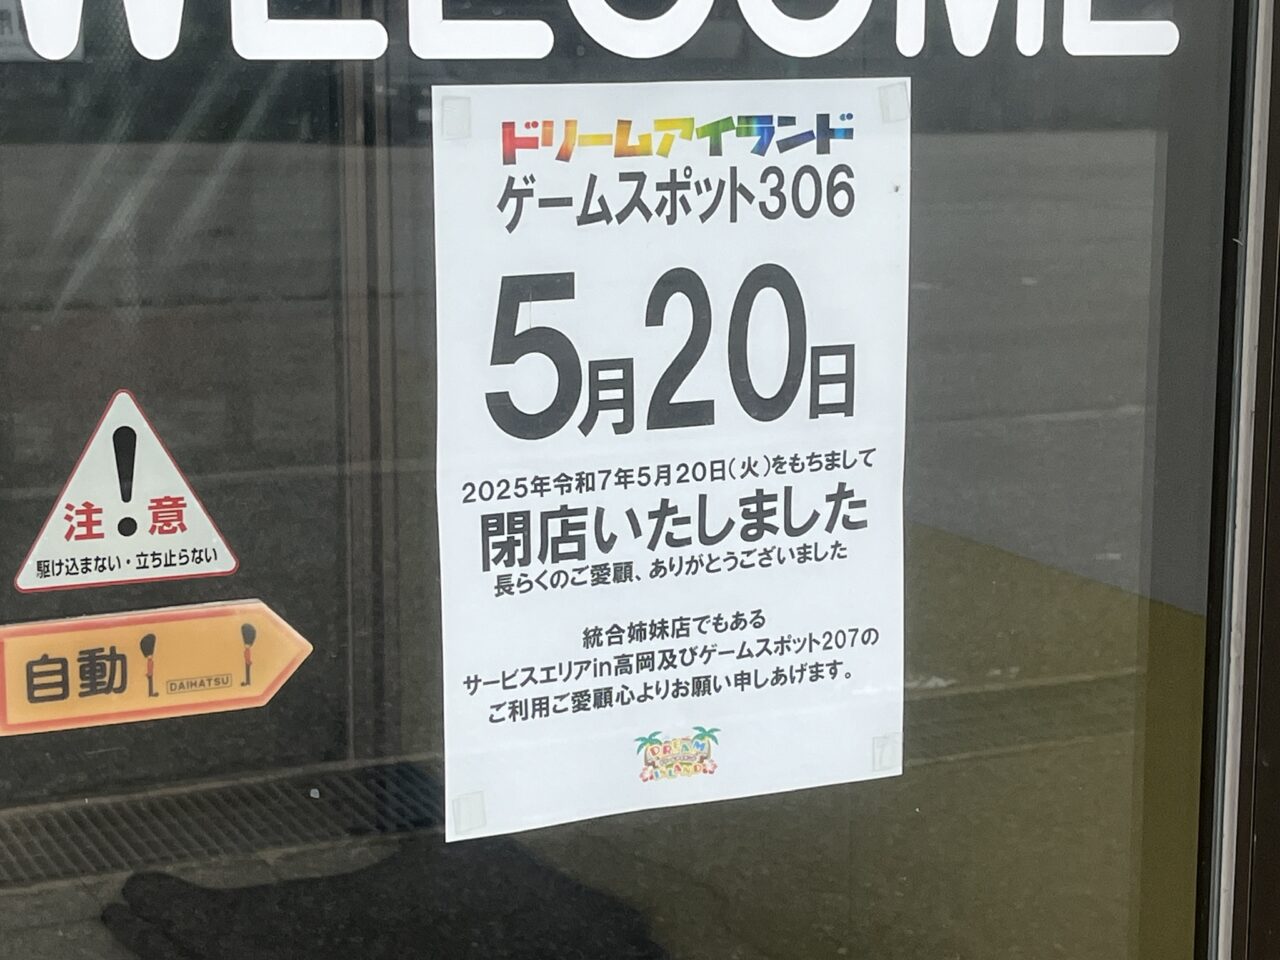 WELCOME
ドリームアイランド
ゲームスポット306
5月20日
2025年令和7年5月20日(火)をもちまして
閉店いたしました
長らくのご愛顧、ありがとうございました
統合姉妹店でもある
サービスエリアin高岡及びゲームスポット207の
ご利用ご愛顧心よりお願い申しあげます。
DREAM
ISLAND
注意
駆け込まない・立ち止らない
自動
DAIHATSU